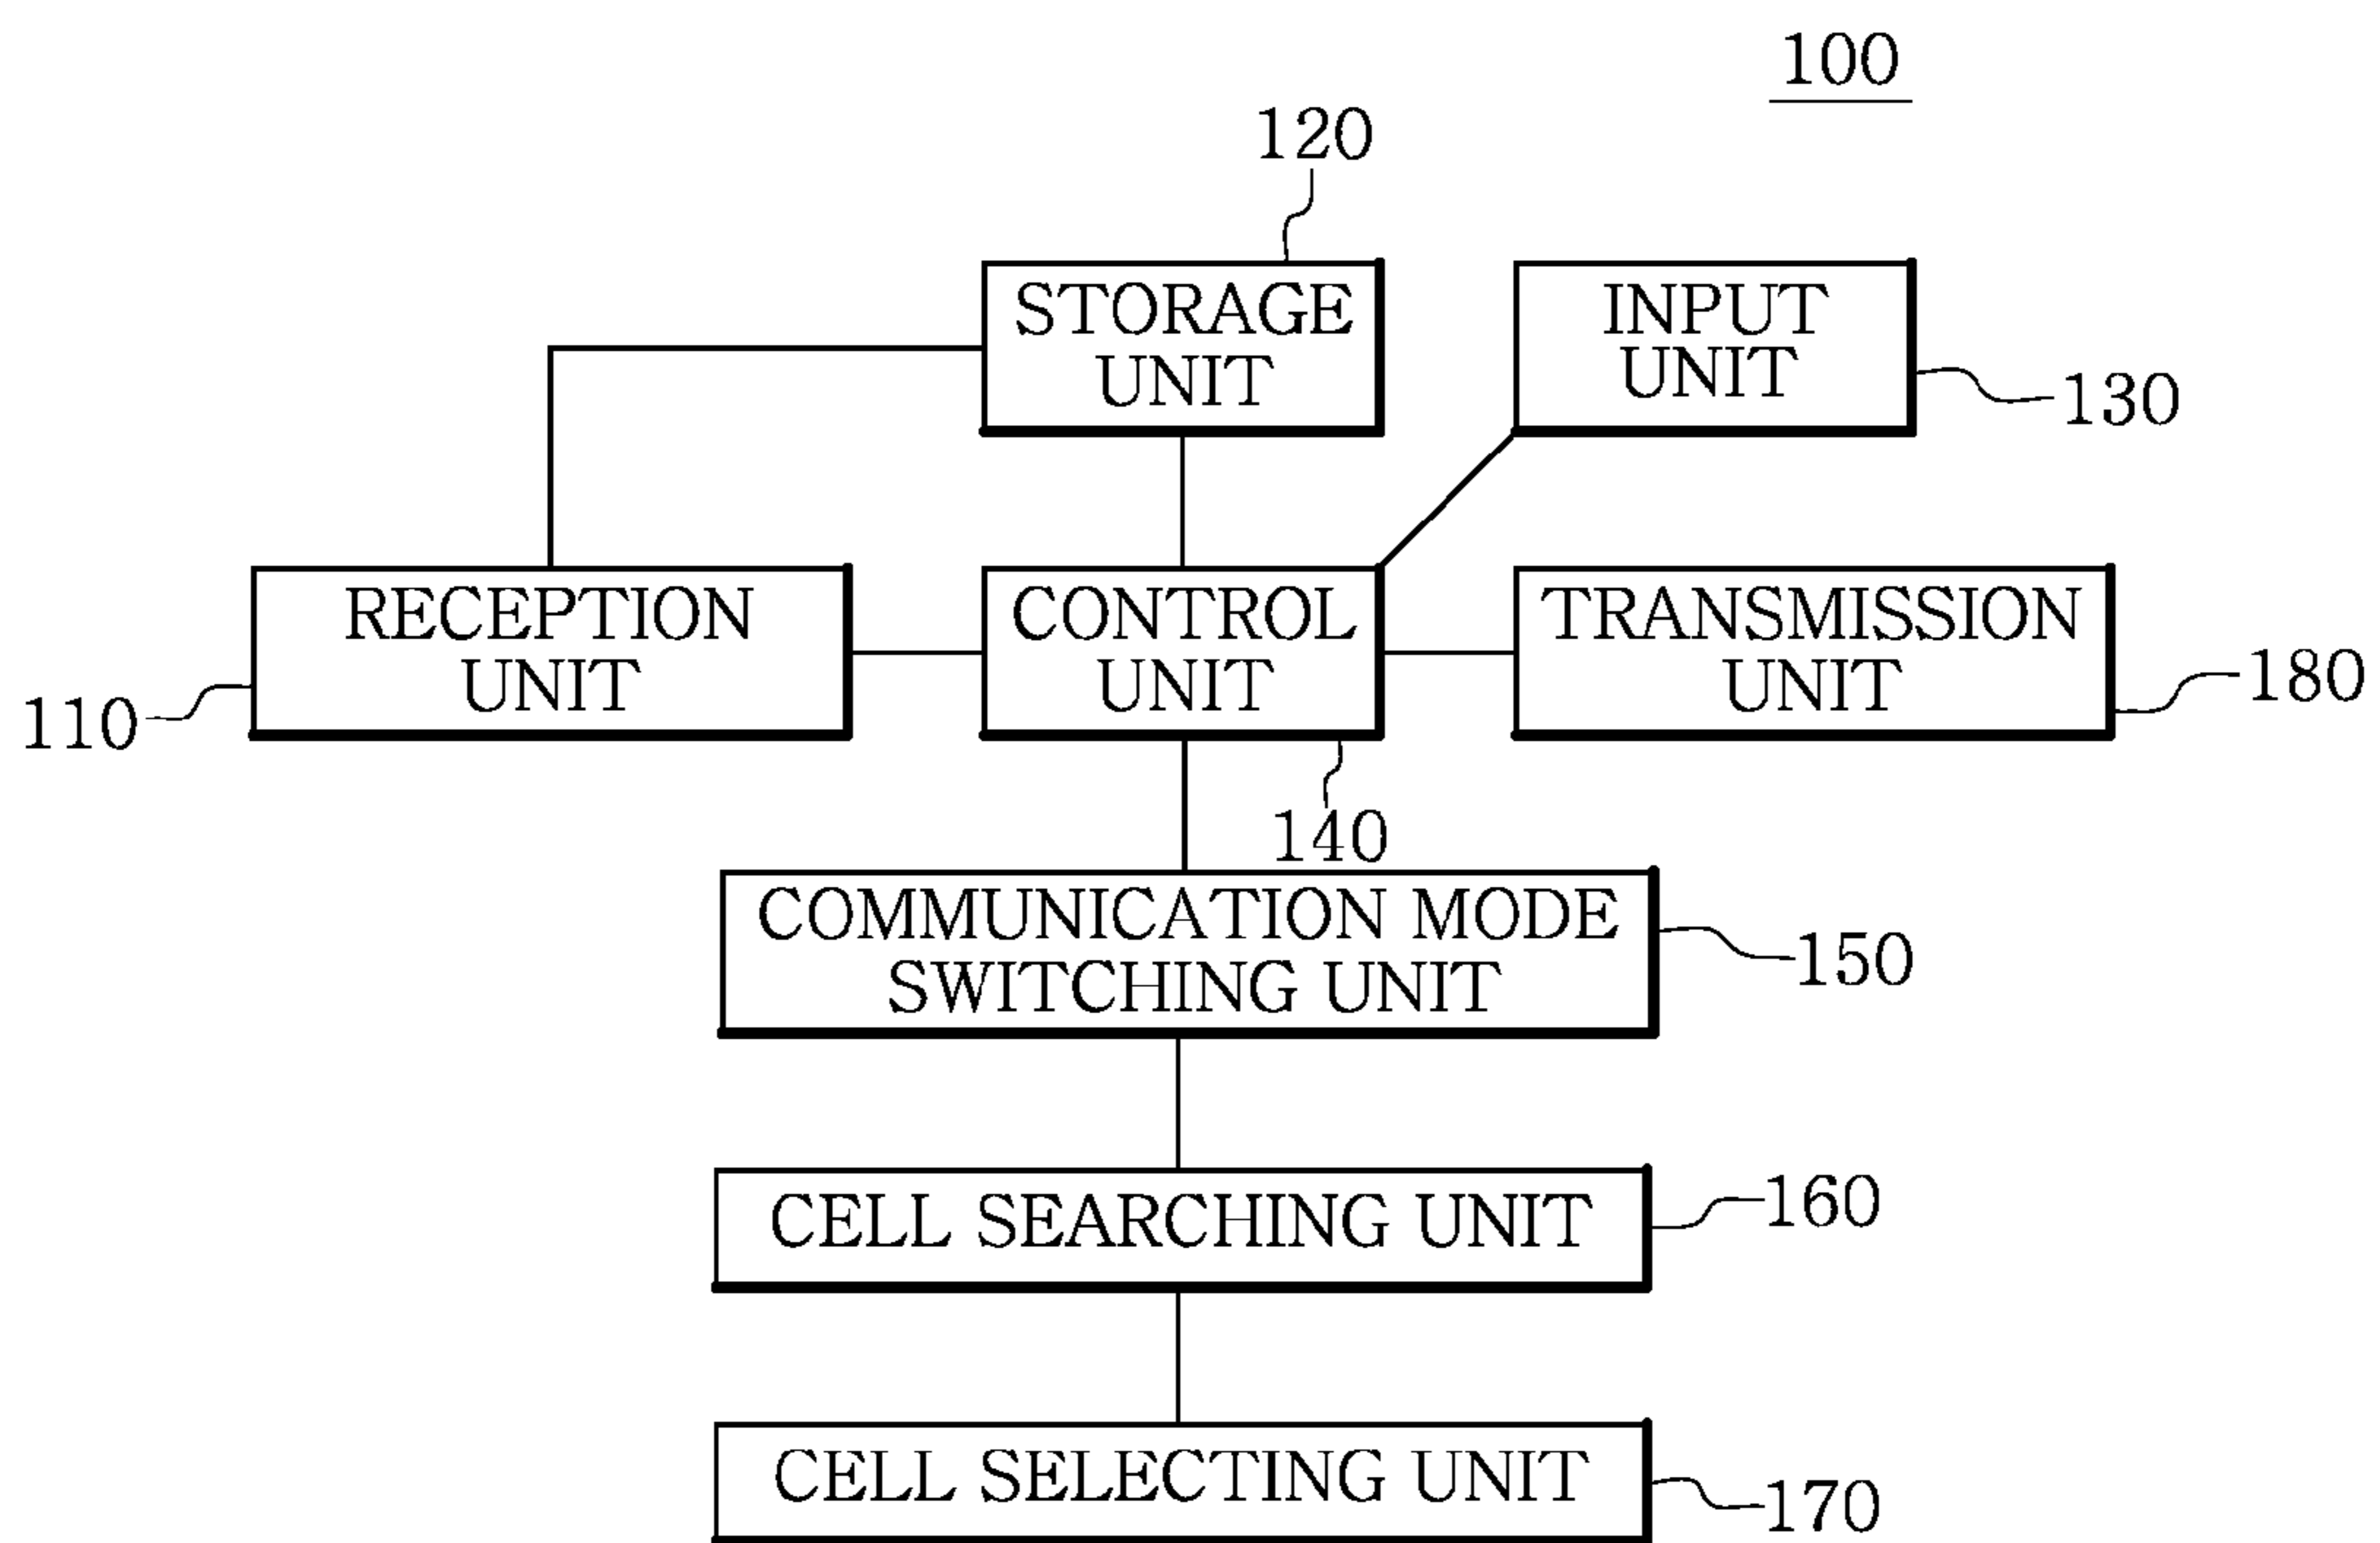 100
120
STORAGE
UNIT
INPUT
UNIT
130
RECEPTION
UNIT
110
CONTROL
UNIT
140
TRANSMISSION
UNIT
180
COMMUNICATION MODE
SWITCHING UNIT
150
CELL SEARCHING UNIT
160
CELL SELECTING UNIT
170